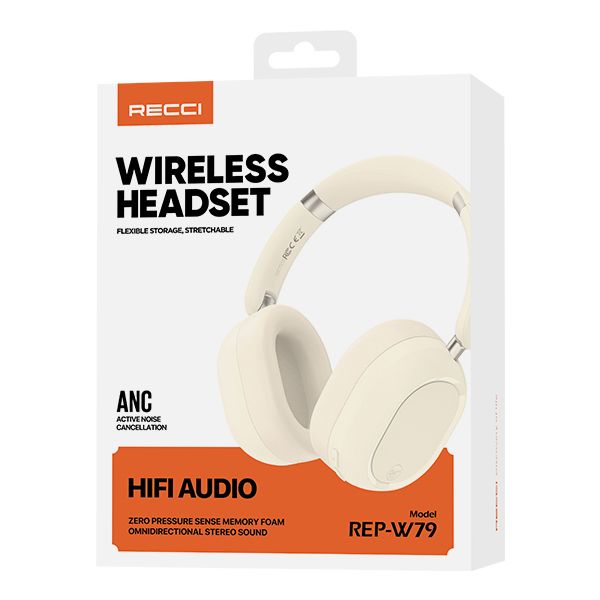 RECCI
WIRELESS
HEADSET
FLEXIBLE STORAGE, STRETCHABLE
ANC
ACTIVE NOISE
CANCELLATION
HIFI AUDIO
ZERO PRESSURE SENSE MEMORY FOAM
OMNIDIRECTIONAL STEREO SOUND
Model
REP-W79
RECCI